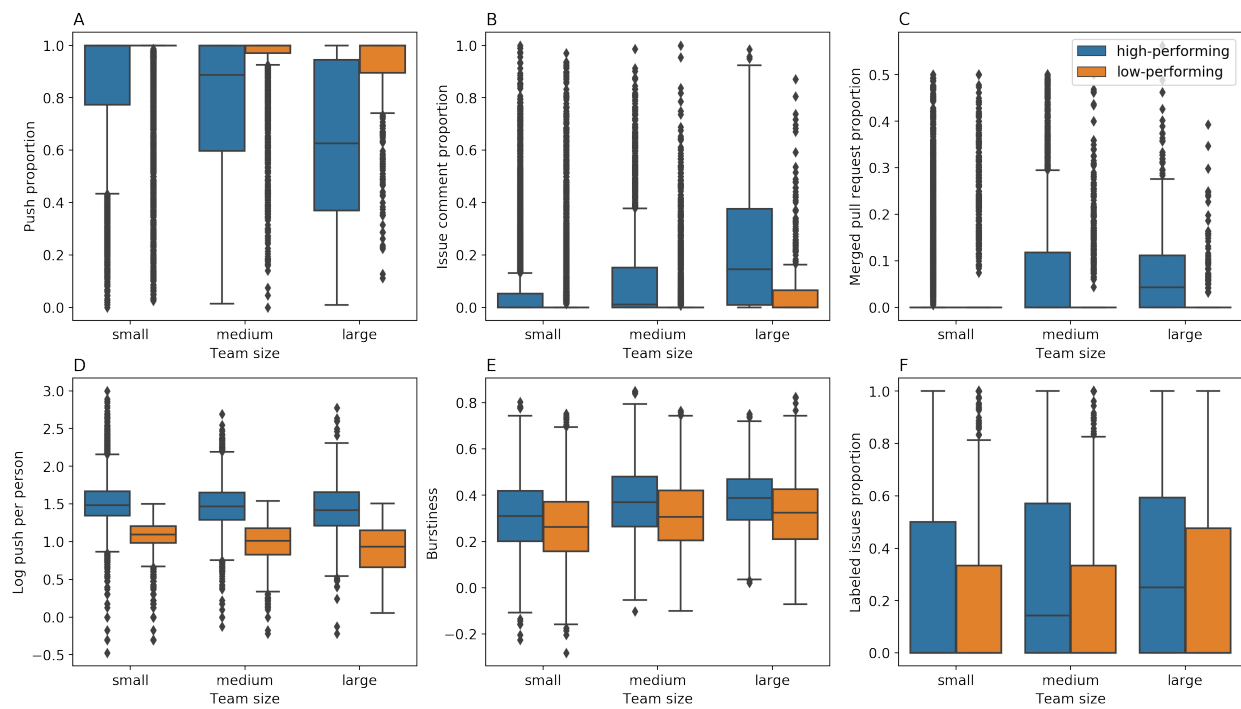 A
1.0
0.8
0.6
0.4
0.2
0.0
Push proportion
small medium large
Team size
B
1.0
0.8
0.6
0.4
0.2
0.0
Issue comment proportion
small medium large
Team size
C
high-performing
low-performing
0.5
0.4
0.3
0.2
0.1
0.0
Merged pull request proportion
small medium large
Team size
D
3.0
2.5
2.0
1.5
1.0
0.5
0.0
−0.5
Log push per person
small medium large
Team size
E
0.8
0.6
0.4
0.2
0.0
−0.2
Burstiness
small medium large
Team size
F
1.0
0.8
0.6
0.4
0.2
0.0
Labeled issues proportion
small medium large
Team size